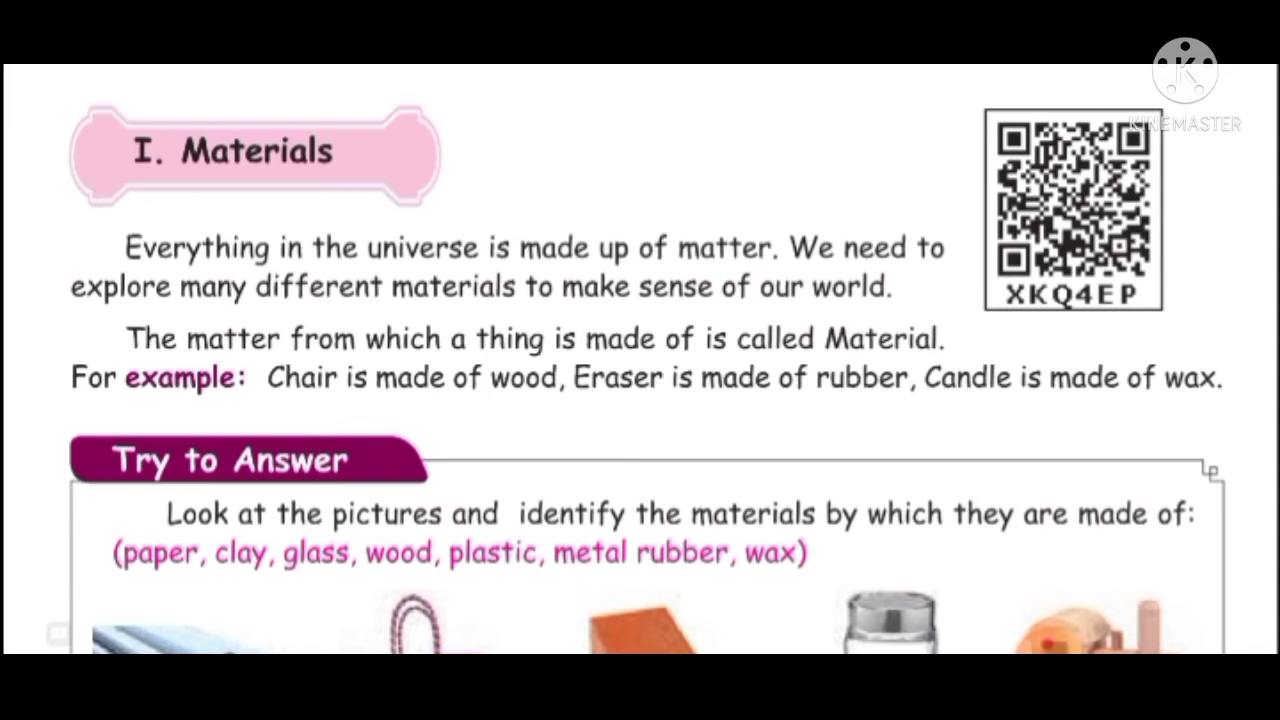 KINEMASTER
I. Materials
Everything in the universe is made up of matter. We need to
explore many different materials to make sense of our world.
XKQ4EP
The matter from which a thing is made of is called Material.
For example: Chair is made of wood, Eraser is made of rubber, Candle is made of wax.
Try to Answer
Look at the pictures and identify the materials by which they are made of:
(paper, clay, glass, wood, plastic, metal rubber, wax)